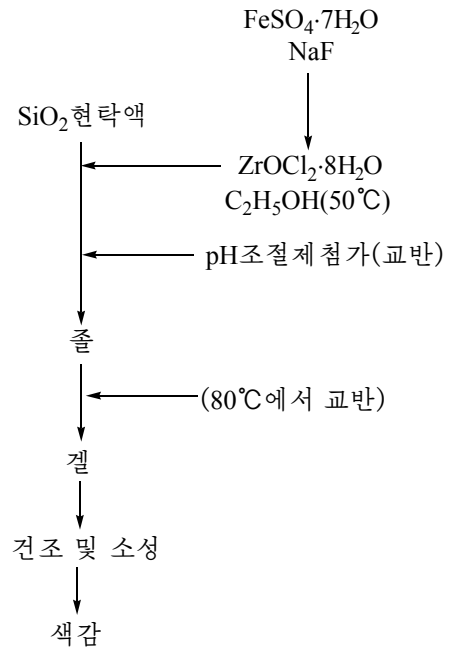 FeSO₄·7H₂O
NaF
SiO₂현탁액
ZrOCl₂·8H₂O
C₂H₅OH(50℃)
pH조절제첨가(교반)
졸
(80℃에서 교반)
겔
건조 및 소성
색감